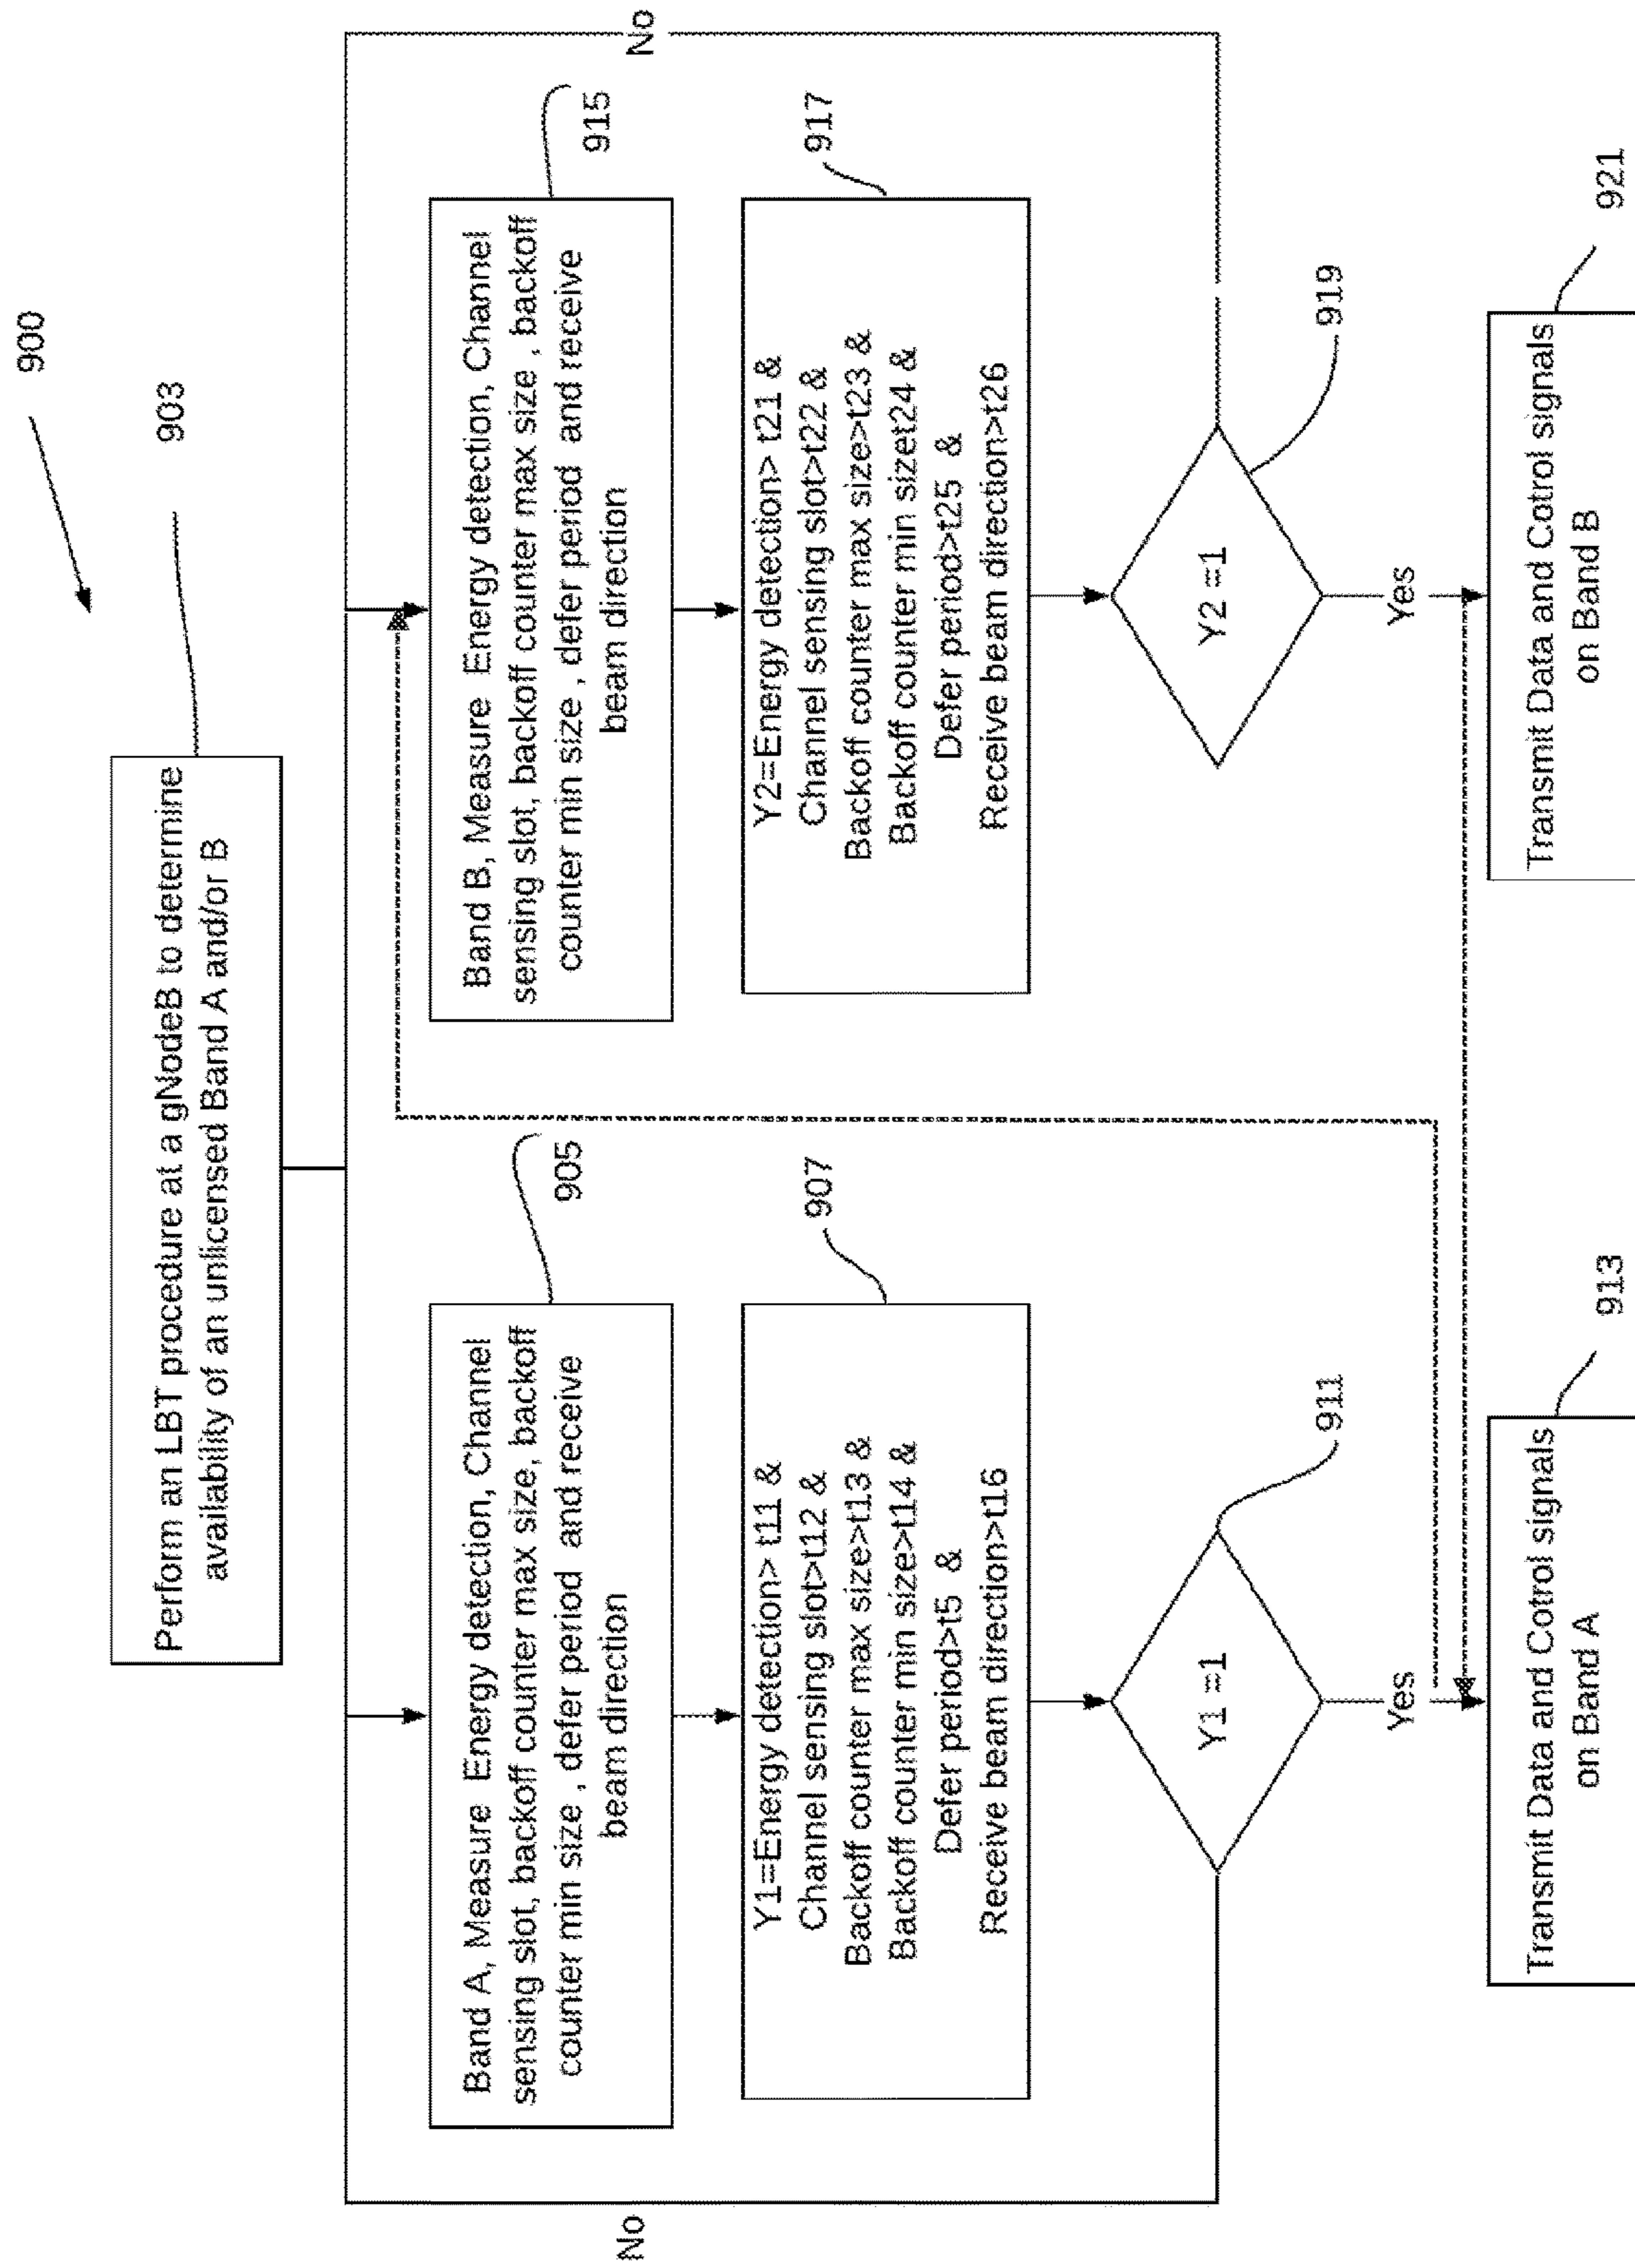 900
903
Perform an LBT procedure at a gNodeB to determine
availability of an unlicensed Band A and/or B
No
No
905
Band A, Measure Energy detection, Channel
sensing slot, backoff counter max size, backoff
counter min size , defer period and receive
beam direction
915
Band B, Measure Energy detection, Channel
sensing slot, backoff counter max size , backoff
counter min size , defer period and receive
beam direction
907
Y1=Energy detection> t11 &
Channel sensing slot>t12 &
Backoff counter max size>t13 &
Backoff counter min size>t14 &
Defer period>t5 &
Receive beam direction>t16
917
Y2=Energy detection> t21 &
Channel sensing slot>t22 &
Backoff counter max size>t23 &
Backoff counter min sizet24 &
Defer period>t25 &
Receive beam direction>t26
Y1 =1
911
Y2 =1
919
Yes
Yes
913
Transmit Data and Cotrol signals
on Band A
921
Transmit Data and Cotrol signals
on Band B